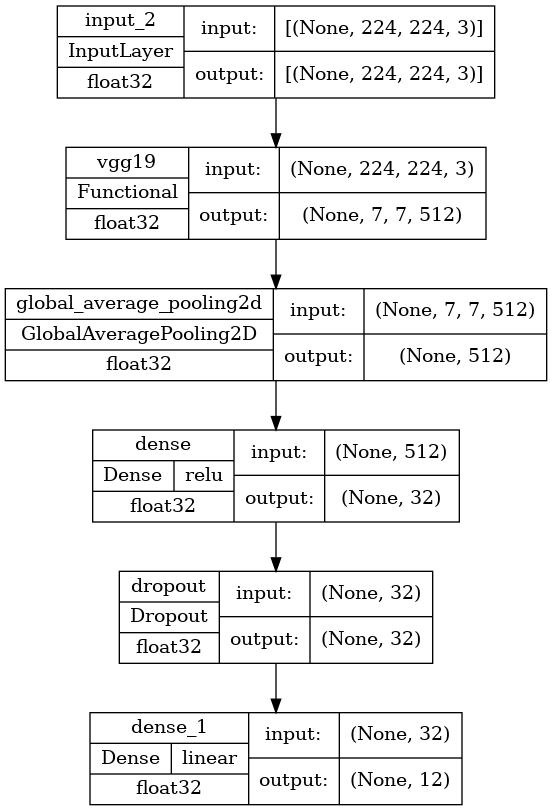 input_2
InputLayer
float32
input:
[(None, 224, 224, 3)]
output:
[(None, 224, 224, 3)]
vgg19
Functional
float32
input:
(None, 224, 224, 3)
output:
(None, 7, 7, 512)
global_average_pooling2d
GlobalAveragePooling2D
float32
input:
(None, 7, 7, 512)
output:
(None, 512)
dense
Dense relu
float32
input:
(None, 512)
output:
(None, 32)
dropout
Dropout
float32
input:
(None, 32)
output:
(None, 32)
dense_1
Dense linear
float32
input:
(None, 32)
output:
(None, 12)